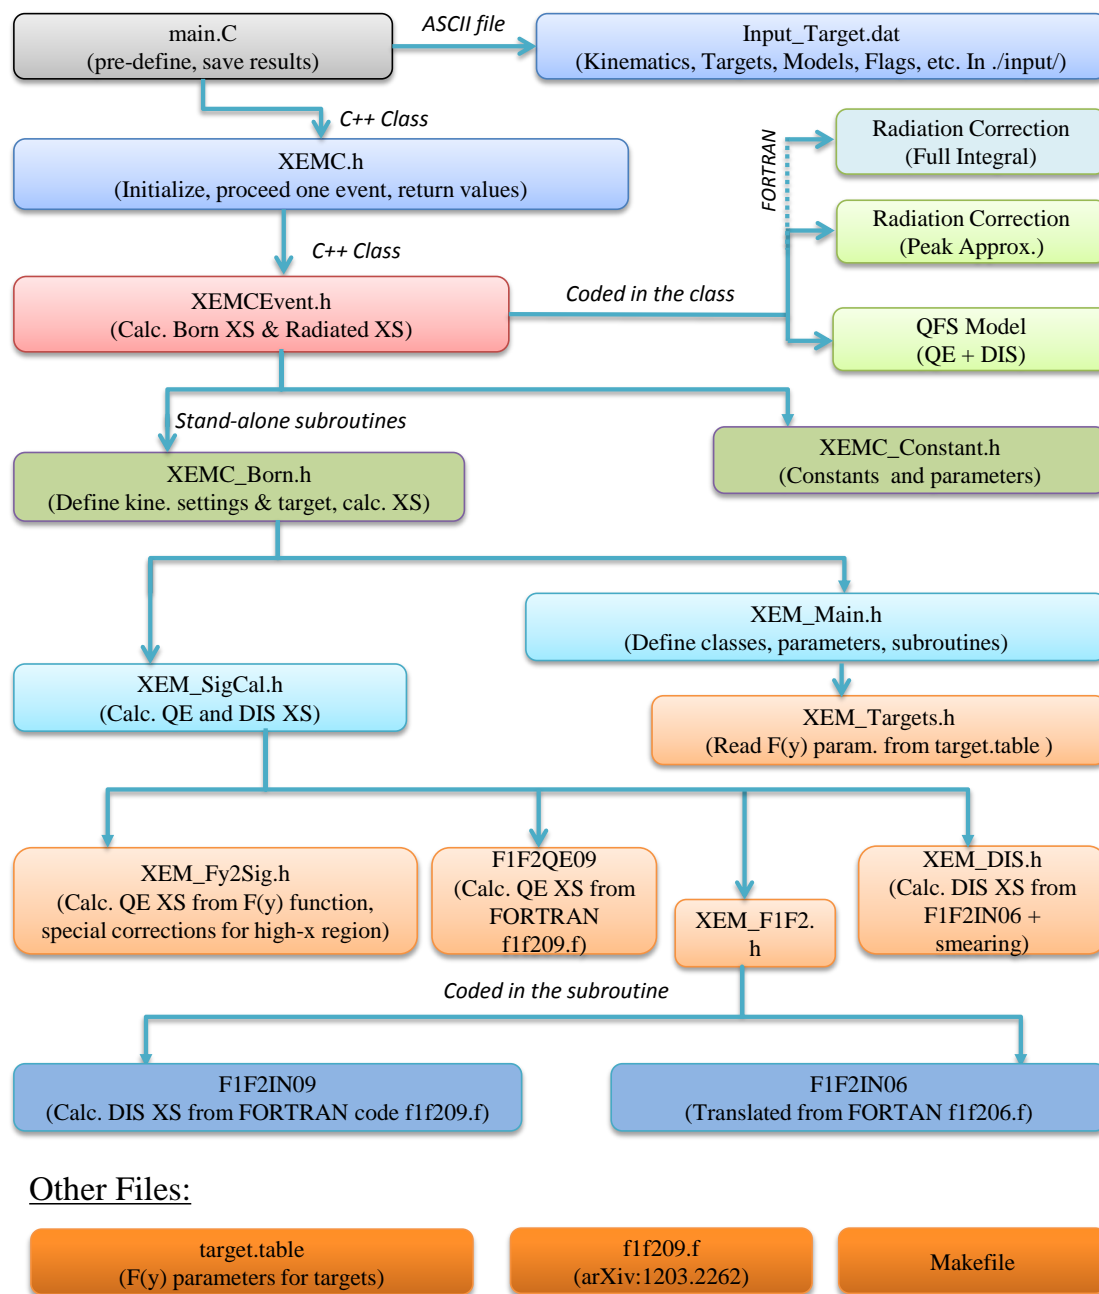 main.C
(pre-define, save results)
ASCII file
Input_Target.dat
(Kinematics, Targets, Models, Flags, etc. In ./input/)
C++ Class
XEMC.h
(Initialize, proceed one event, return values)
FORTRAN
Radiation Correction
(Full Integral)
Radiation Correction
(Peak Approx.)
C++ Class
XEMCEvent.h
(Calc. Born XS & Radiated XS)
Coded in the class
QFS Model
(QE + DIS)
Stand-alone subroutines
XEMC_Born.h
(Define kine. settings & target, calc. XS)
XEMC_Constant.h
(Constants and parameters)
XEM_Main.h
(Define classes, parameters, subroutines)
XEM_SigCal.h
(Calc. QE and DIS XS)
XEM_Targets.h
(Read F(y) param. from target.table )
XEM_Fy2Sig.h
(Calc. QE XS from F(y) function,
special corrections for high-x region)
F1F2QE09
(Calc. QE XS from
FORTRAN
f1f209.f)
XEM_F1F2.
h
XEM_DIS.h
(Calc. DIS XS from
F1F2IN06 +
smearing)
Coded in the subroutine
F1F2IN09
(Calc. DIS XS from FORTRAN code f1f209.f)
F1F2IN06
(Translated from FORTAN f1f206.f)
Other Files:
target.table
(F(y) parameters for targets)
f1f209.f
(arXiv:1203.2262)
Makefile